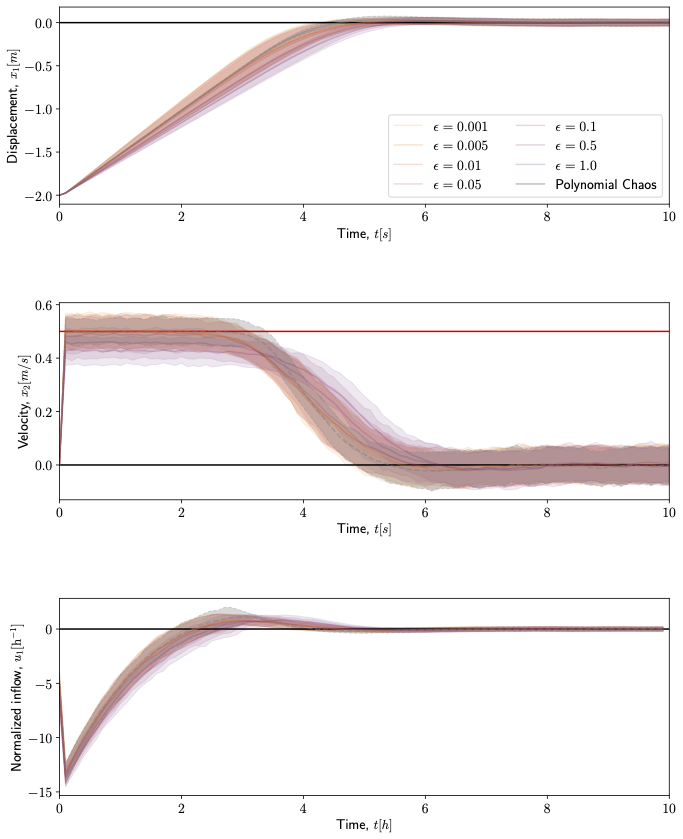 0.0
−0.5
−1.0
−1.5
−2.0
Displacement, x₁[m]
ϵ = 0.001
ϵ = 0.005
ϵ = 0.01
ϵ = 0.05
ϵ = 0.1
ϵ = 0.5
ϵ = 1.0
Polynomial Chaos
0 2 4 6 8 10
Time, t[s]
0.6
0.4
0.2
0.0
Velocity, x₂[m/s]
0 2 4 6 8 10
Time, t[s]
0
−5
−10
−15
Normalized inflow, u₁[h⁻¹]
0 2 4 6 8 10
Time, t[h]